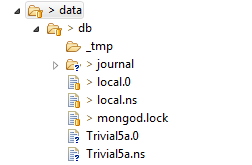 > data
> db
_tmp
> journal
> local.0
> local.ns
> mongod.lock
Trivial5a.0
Trivial5a.ns